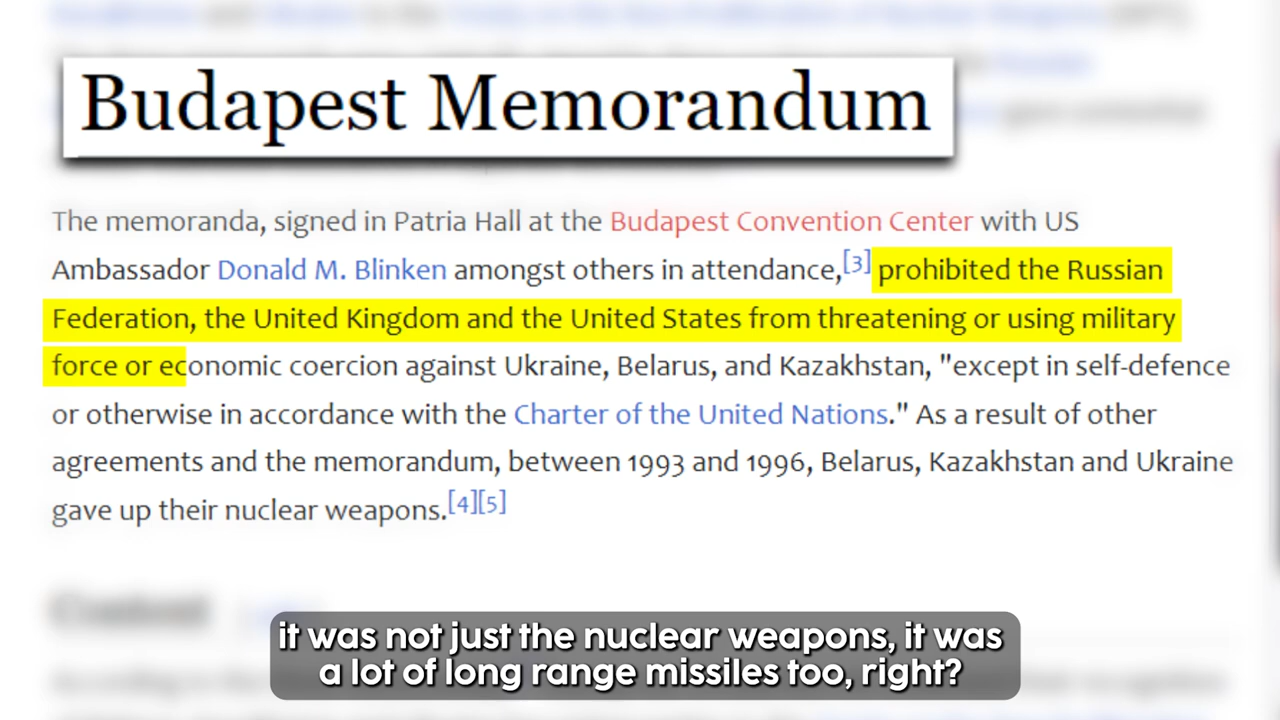 Budapest Memorandum
The memoranda, signed in Patria Hall at the Budapest Convention Center with US
Ambassador Donald M. Blinken amongst others in attendance,[3] prohibited the Russian
Federation, the United Kingdom and the United States from threatening or using military
force or economic coercion against Ukraine, Belarus, and Kazakhstan, "except in self-defence
or otherwise in accordance with the Charter of the United Nations." As a result of other
agreements and the memorandum, between 1993 and 1996, Belarus, Kazakhstan and Ukraine
gave up their nuclear weapons.[4][5]
it was not just the nuclear weapons, it was
a lot of long range missiles too, right?